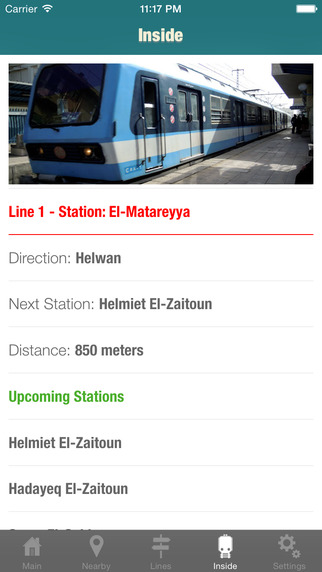 Carrier 11:17 PM
Inside
Line 1 - Station: El-Matareyya
Direction: Helwan
Next Station: Helmiet El-Zaitoun
Distance: 850 meters
Upcoming Stations
Helmiet El-Zaitoun
Hadayeq El-Zaitoun
Main Nearby Lines Inside Settings